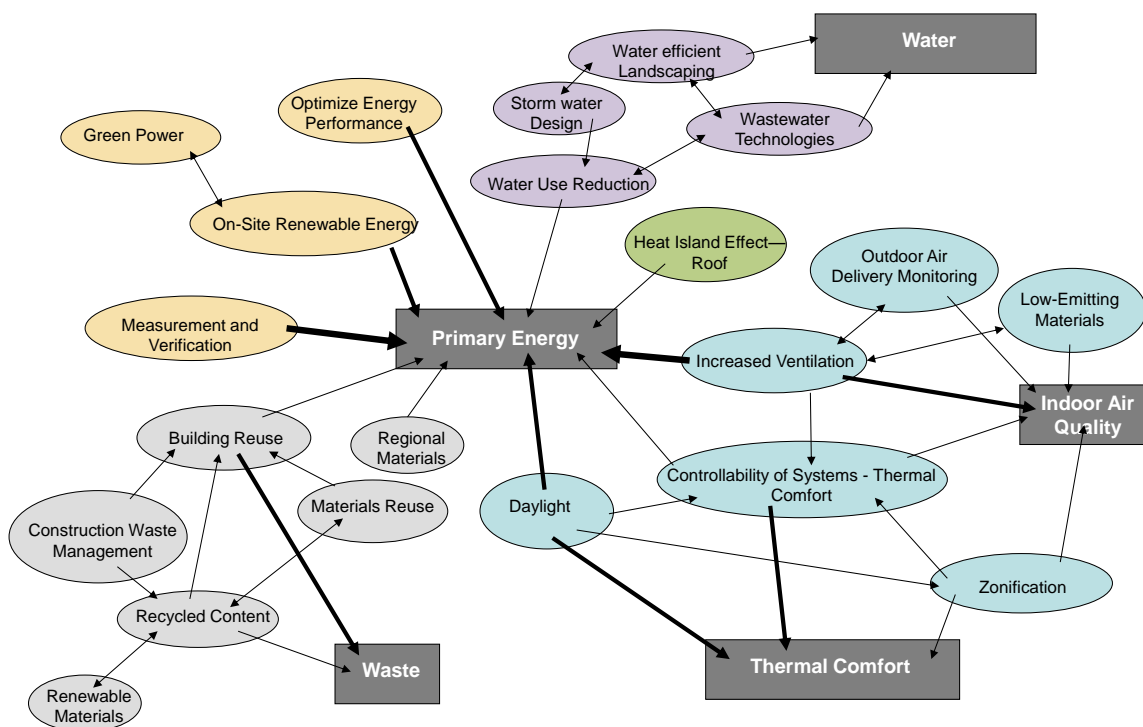 Water efficient
Landscaping
Water
Optimize Energy
Performance
Storm water
Design
Green Power
Wastewater
Technologies
Water Use Reduction
On-Site Renewable Energy
Heat Island Effect—
Roof
Outdoor Air
Delivery Monitoring
Low-Emitting
Materials
Measurement and
Verification
Primary Energy
Increased Ventilation
Indoor Air
Quality
Building Reuse
Regional
Materials
Controllability of Systems - Thermal
Comfort
Daylight
Materials Reuse
Construction Waste
Management
Zonification
Recycled Content
Waste
Thermal Comfort
Renewable
Materials